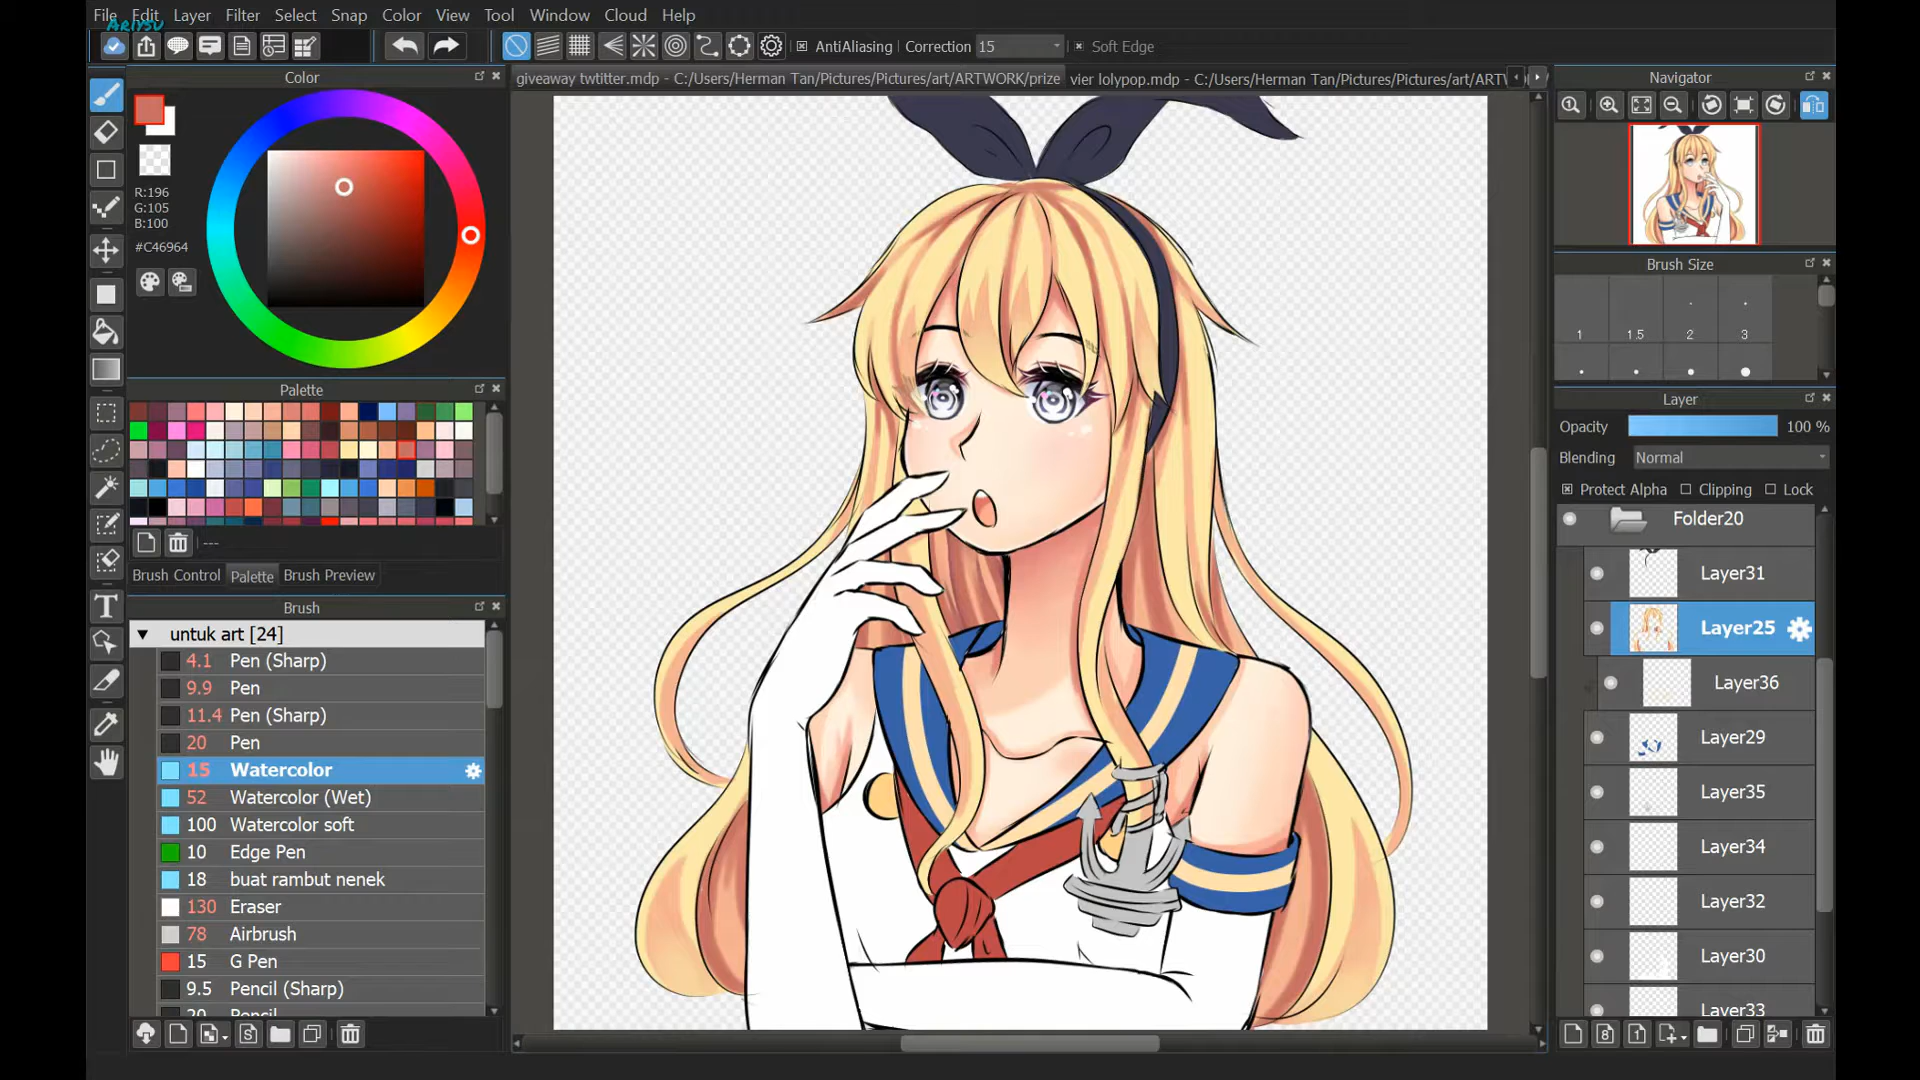 File Edit Layer Filter Select Snap Color View Tool Window Cloud Help
ARIYSU
AntiAliasing Correction 15 Soft Edge
Color
giveaway twtitter.mdp - C:/Users/Herman Tan/Pictures/Pictures/art/ARTWORK/prize
vier lolypop.mdp - C:/Users/Herman Tan/Pictures/Pictures/art/ARTW
Navigator
R:196
G:105
B:100
#C46964
Brush Size
1 1.5 2 3
Palette
Layer
Opacity 100 %
Blending Normal
Protect Alpha Clipping Lock
Folder20
Layer31
Layer25
Layer36
Layer29
Layer35
Layer34
Layer32
Layer30
Layer33
---
Brush Control Palette Brush Preview
Brush
untuk art [24]
4.1 Pen (Sharp)
9.9 Pen
11.4 Pen (Sharp)
20 Pen
15 Watercolor
52 Watercolor (Wet)
100 Watercolor soft
10 Edge Pen
18 buat rambut nenek
130 Eraser
78 Airbrush
15 G Pen
9.5 Pencil (Sharp)
20 Pencil